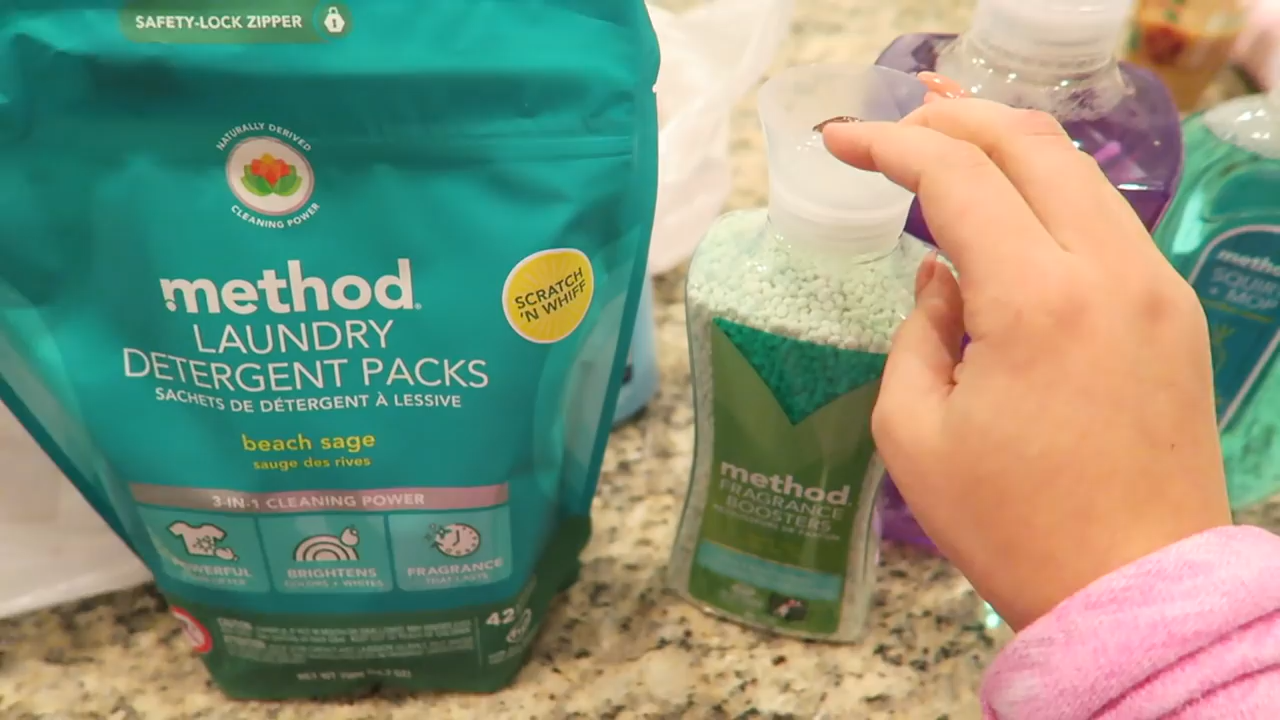 SAFETY-LOCK ZIPPER
NATURALLY DERIVED
CLEANING POWER
method
LAUNDRY
DETERGENT PACKS
SACHETS DE DÉTERGENT À LESSIVE
beach sage
sauge des rives
SCRATCH
'N WHIFF
3-IN-1 CLEANING POWER
POWERFUL
BRIGHTENS
COLORS + WHITES
FRAGRANCE
THAT LASTS
42
method
FRAGRANCE
BOOSTERS
method
SQUIRT
+ MOP